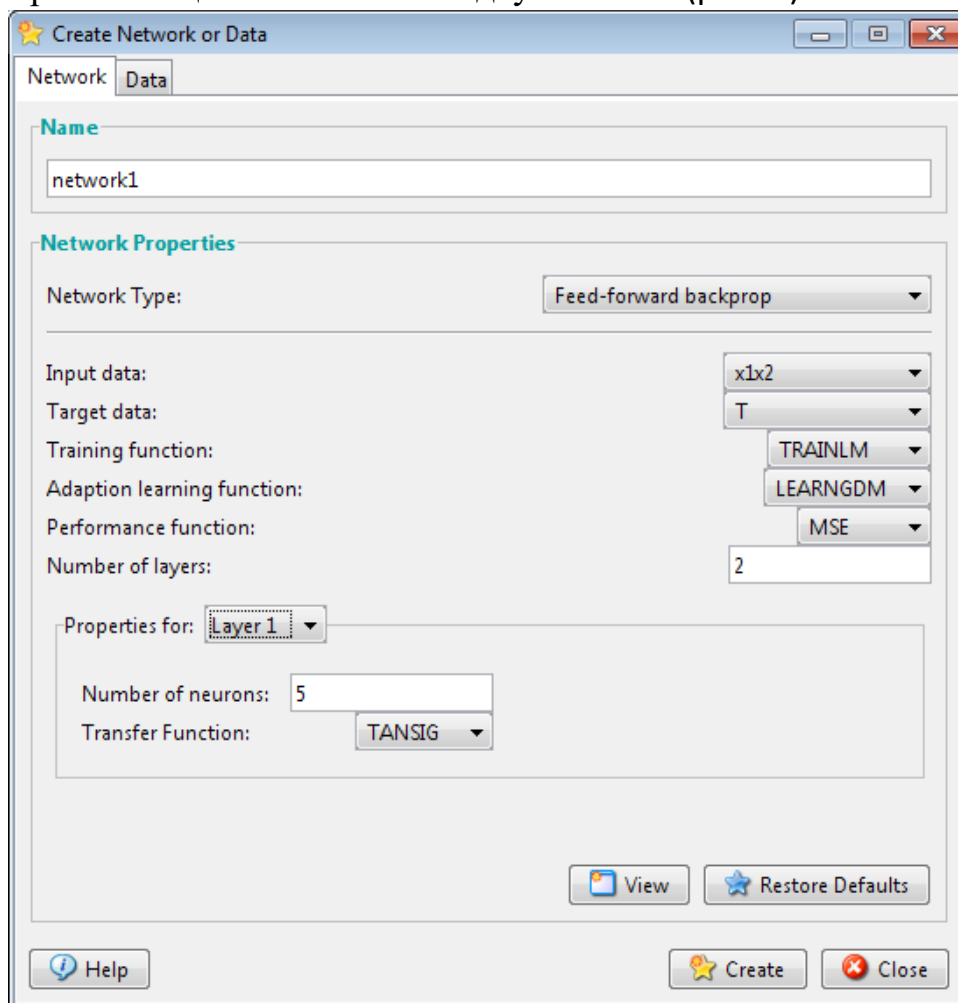 Create Network or Data
Network Data
Name
network1
Network Properties
Network Type: Feed-forward backprop
Input data: x1x2
Target data: T
Training function: TRAINLM
Adaption learning function: LEARNGDM
Performance function: MSE
Number of layers: 2
Properties for: Layer 1
Number of neurons: 5
Transfer Function: TANSIG
View Restore Defaults
Help Create Close